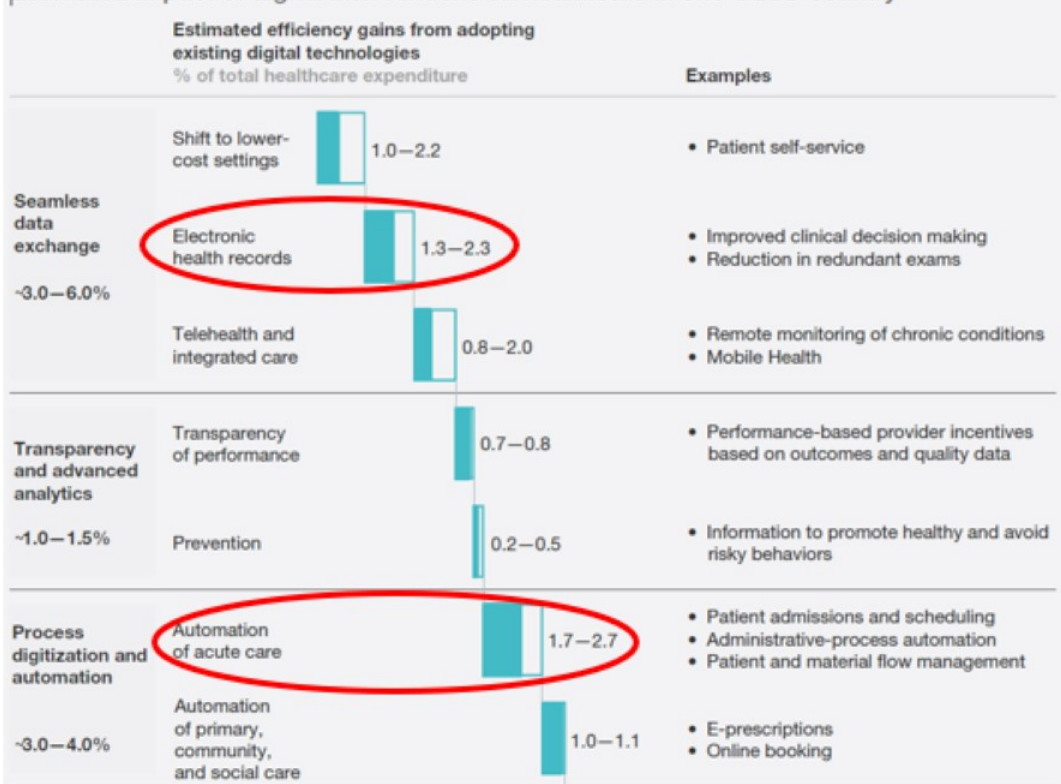 Estimated efficiency gains from adopting
existing digital technologies
% of total healthcare expenditure
Examples
Seamless
data
exchange
~3.0—6.0%
Shift to lower-
cost settings
1.0—2.2
• Patient self-service
Electronic
health records
1.3—2.3
• Improved clinical decision making
• Reduction in redundant exams
Telehealth and
integrated care
0.8—2.0
• Remote monitoring of chronic conditions
• Mobile Health
Transparency
and advanced
analytics
~1.0—1.5%
Transparency
of performance
0.7—0.8
• Performance-based provider incentives
based on outcomes and quality data
Prevention
0.2—0.5
• Information to promote healthy and avoid
risky behaviors
Process
digitization and
automation
~3.0—4.0%
Automation
of acute care
1.7—2.7
• Patient admissions and scheduling
• Administrative-process automation
• Patient and material flow management
Automation
of primary,
community,
and social care
1.0—1.1
• E-prescriptions
• Online booking